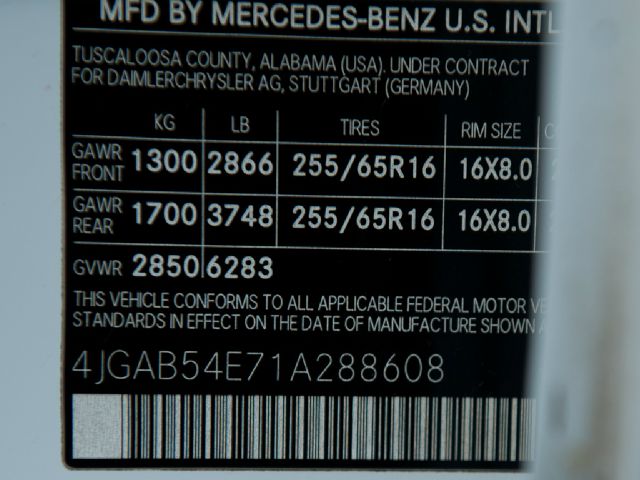 MFD BY MERCEDES-BENZ U.S. INTL
TUSCALOOSA COUNTY, ALABAMA (USA). UNDER CONTRACT
FOR DAIMLERCHRYSLER AG, STUTTGART (GERMANY)
KG LB TIRES RIM SIZE
GAWR FRONT 1300 2866 255/65R16 16X8.0
GAWR REAR 1700 3748 255/65R16 16X8.0
GVWR 2850 6283
THIS VEHICLE CONFORMS TO ALL APPLICABLE FEDERAL MOTOR
STANDARDS IN EFFECT ON THE DATE OF MANUFACTURE SHOWN
4JGAB54E71A288608